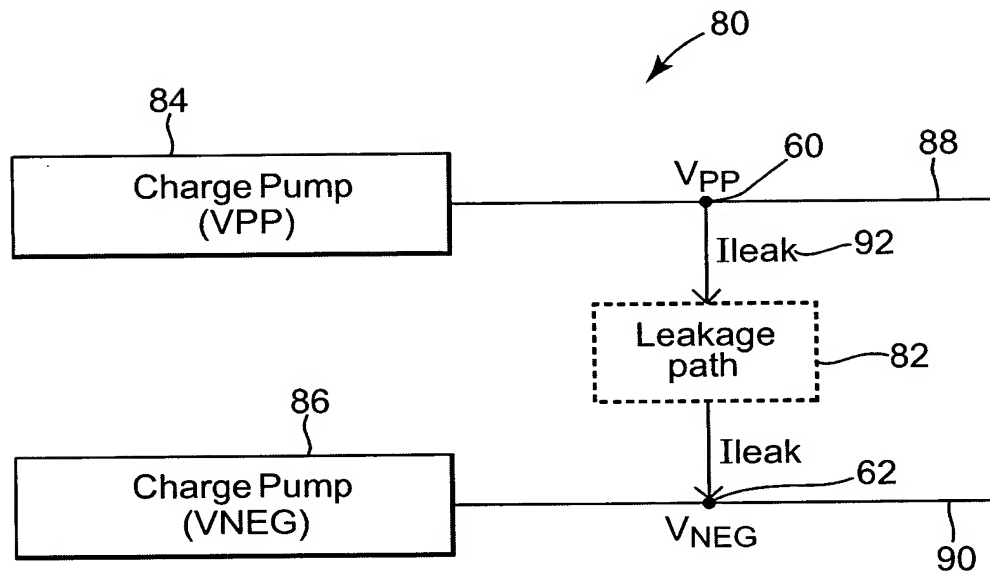 80
84
Charge Pump
(VPP)
VPP
60
88
Ileak
92
Leakage
path
82
86
Charge Pump
(VNEG)
Ileak
62
VNEG
90